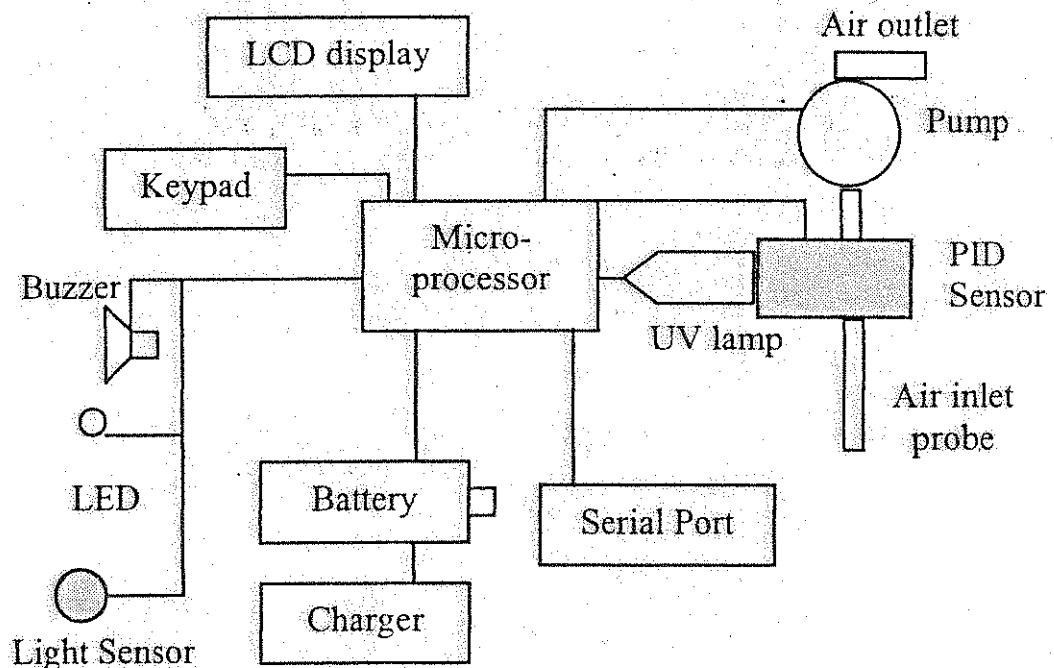 Air outlet
LCD display
Pump
Keypad
Micro-
processor
PID
Sensor
Buzzer
UV lamp
Air inlet
probe
LED
Battery
Serial Port
Charger
Light Sensor